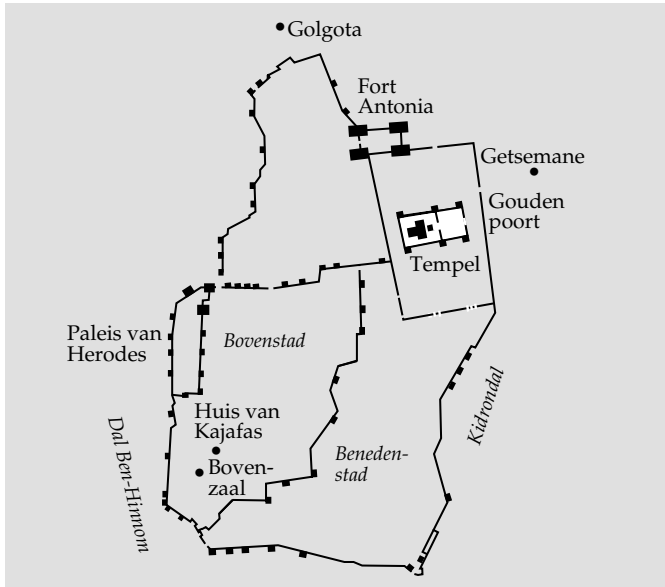 Golgota
Fort
Antonia
Getsemane
Gouden
poort
Tempel
Paleis van
Herodes
Bovenstad
Huis van
Kajafas
Boven-
zaal
Beneden-
stad
Kidrondal
Dal Ben-Hinnom